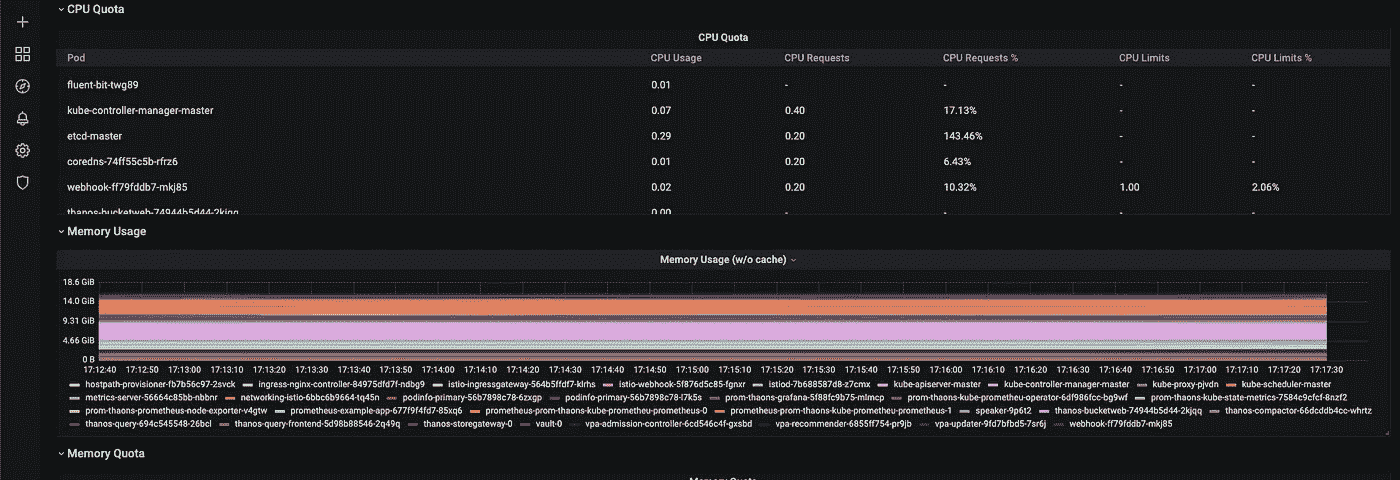 CPU Quota
CPU Quota
Pod CPU Usage CPU Requests CPU Requests % CPU Limits CPU Limits %
fluent-bit-twg89 0.01 - - - -
kube-controller-manager-master 0.07 0.40 17.13% - -
etcd-master 0.29 0.20 143.46% - -
coredns-74ff55c5b-rfrz6 0.01 0.20 6.43% - -
webhook-ff79fddb7-mkj85 0.02 0.20 10.32% 1.00 2.06%
thanos-bucketweb-74944b5d44-2kjqq 0.00 - - - -
Memory Usage
Memory Usage (w/o cache)
18.6 GiB
14.0 GiB
9.31 GiB
4.66 GiB
0 B
17:12:40 17:12:50 17:13:00 17:13:10 17:13:20 17:13:30 17:13:40 17:13:50 17:14:00 17:14:10 17:14:20 17:14:30 17:14:40 17:14:50 17:15:00 17:15:10 17:15:20 17:15:30 17:15:40 17:15:50 17:16:00 17:16:10 17:16:20 17:16:30 17:16:40 17:16:50 17:17:00 17:17:10 17:17:20 17:17:30
hostpath-provisioner-fb7b56c97-2svck ingress-nginx-controller-84975dfd7f-ndbg9 istio-ingressgateway-564b5ffdf7-klrhs istio-webhook-5f876d5c85-fgnxr istiod-7b688587d8-z7cmx kube-apiserver-master kube-controller-manager-master kube-proxy-pjvdn kube-scheduler-master
metrics-server-56664c85bb-nbbnr networking-istio-6bbc6b9664-tq45n podinfo-primary-56b7898c78-6zxgp podinfo-primary-56b7898c78-l7k5s prom-thaons-grafana-5f88fc9b75-mlmcp prom-thaons-kube-prometheu-operator-6df986fcc-bg9wf prom-thaons-kube-state-metrics-7584c9cfcf-8nzf2
prom-thaons-prometheus-node-exporter-v4gtw prometheus-example-app-677f9f4fd7-85xq6 prometheus-prom-thaons-kube-prometheu-prometheus-0 prometheus-prom-thaons-kube-prometheu-prometheus-1 speaker-9p6t2 thanos-bucketweb-74944b5d44-2kjqq thanos-compactor-66dcddb4cc-whrtz
thanos-query-694c545548-26bcl thanos-query-frontend-5d98b88546-2q49q thanos-storegateway-0 vault-0 vpa-admission-controller-6cd546c4f-gxsbd vpa-recommender-6855ff754-pr9jb vpa-updater-9fd7bfbd5-7sr6j webhook-ff79fddb7-mkj85
Memory Quota
Memory Quota